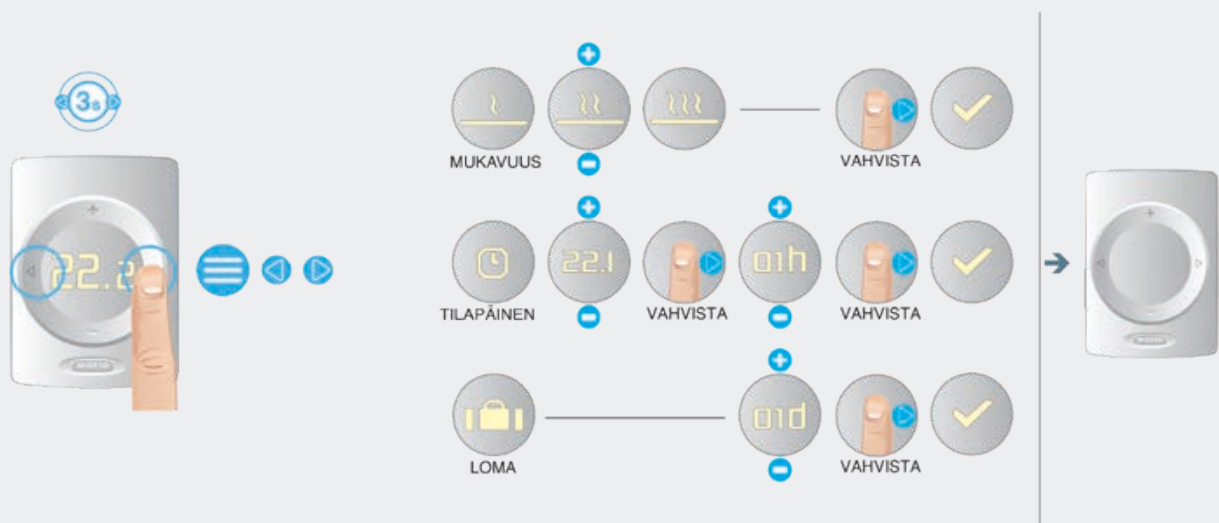 3s
22.2
MUKAVUUS
VAHVISTA
22.1
01h
TILAPÄINEN
VAHVISTA
VAHVISTA
01d
LOMA
VAHVISTA